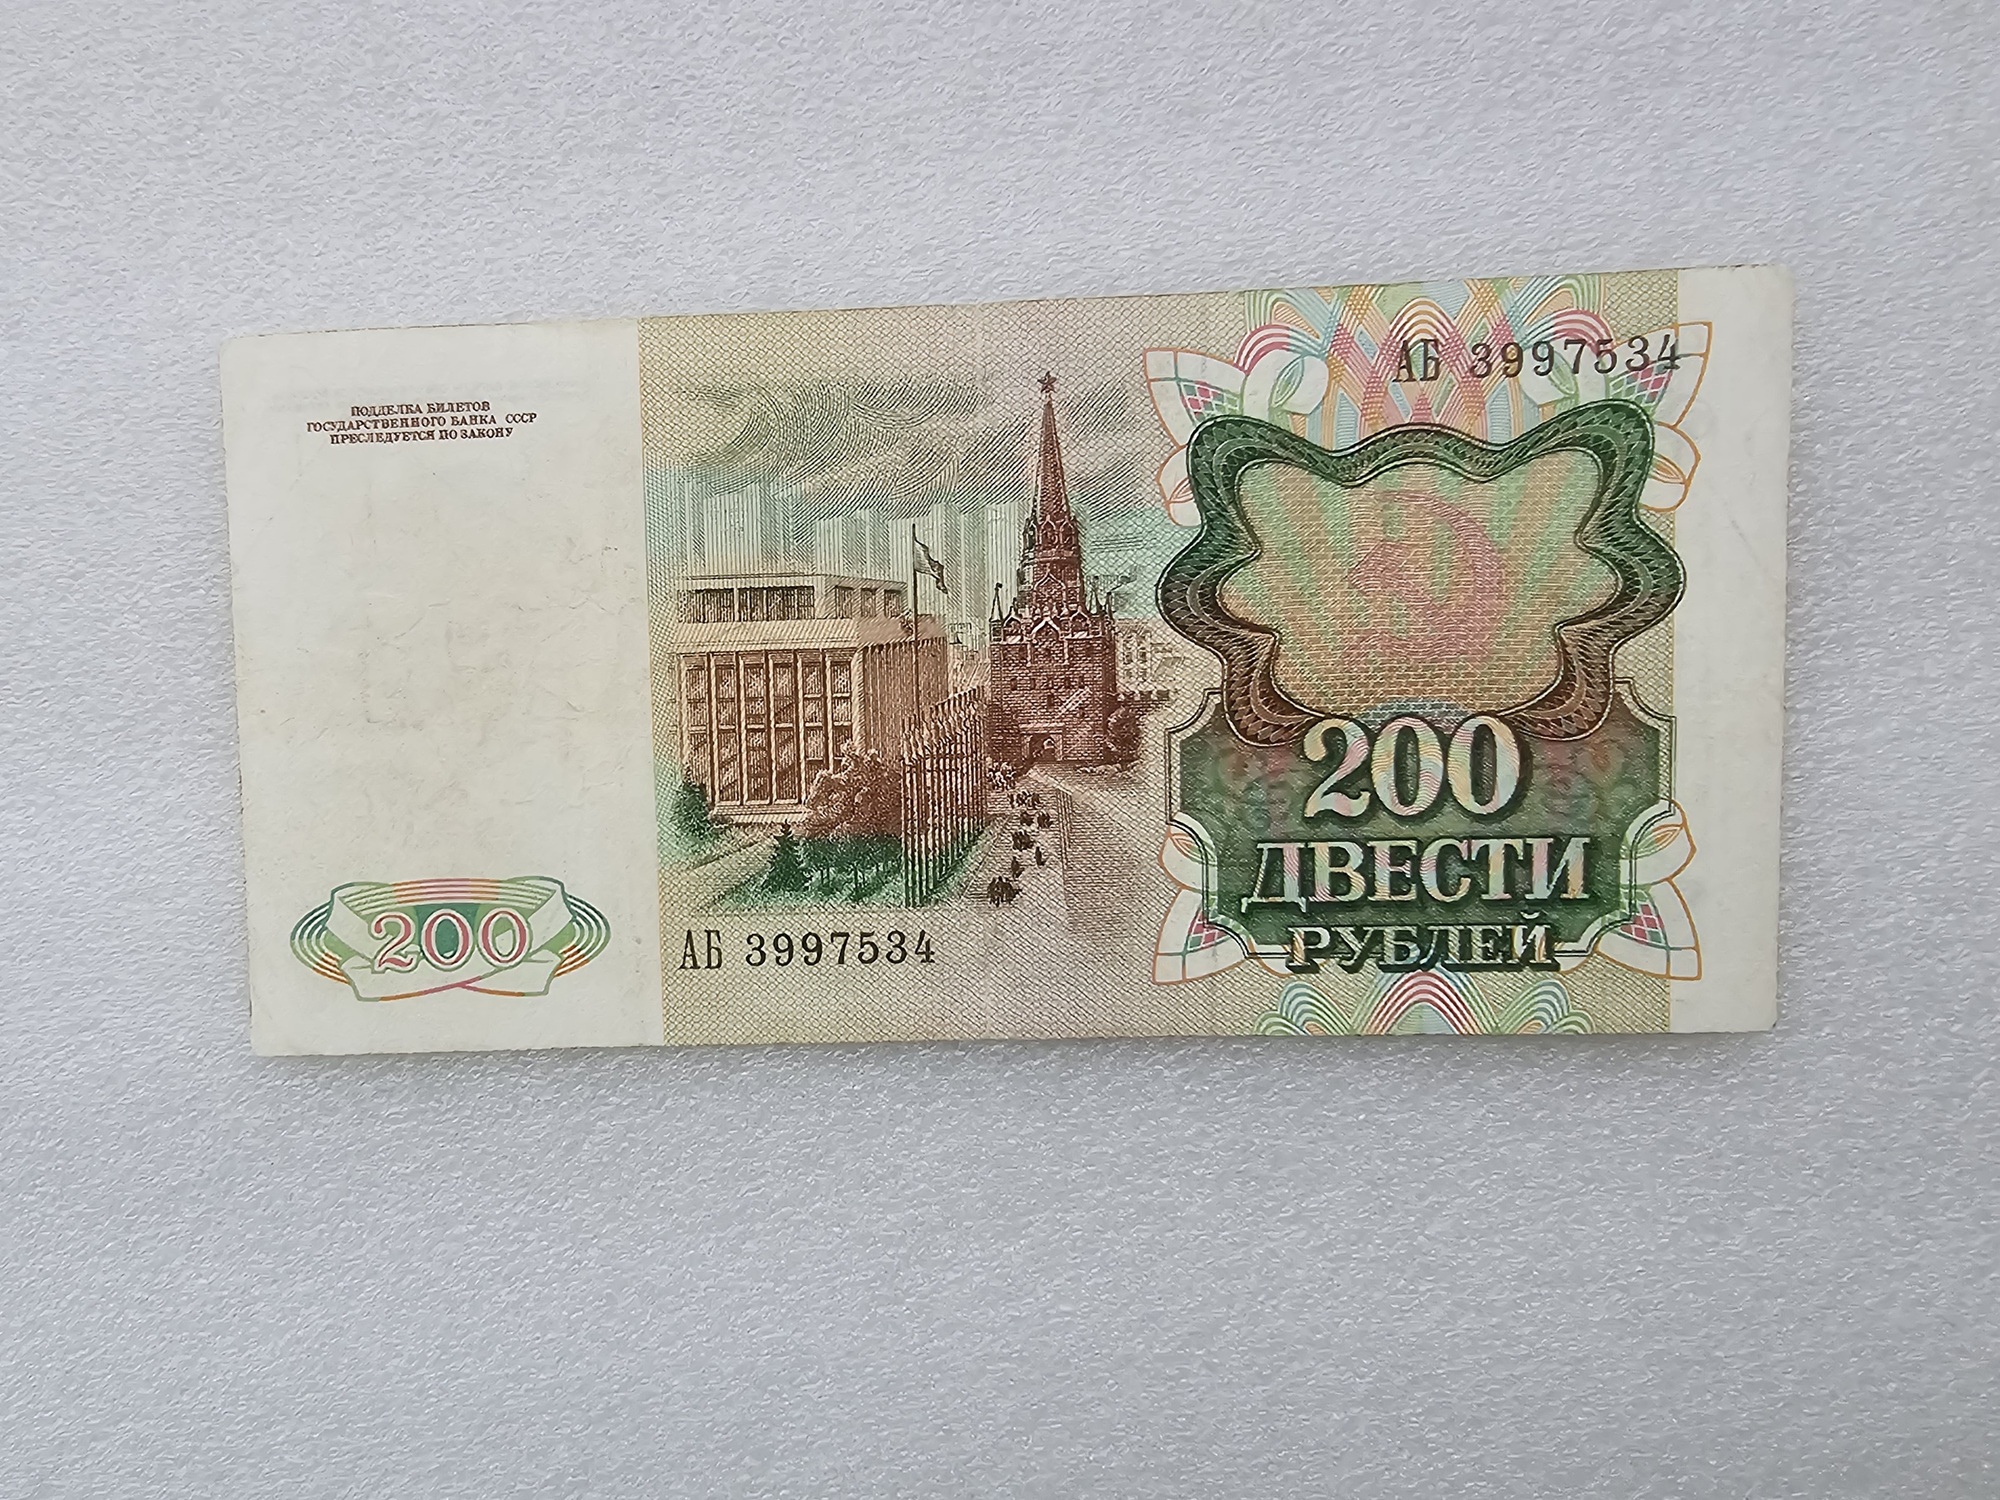 ПОДДЕЛКА БИЛЕТОВ
ГОСУДАРСТВЕННОГО БАНКА СССР
ПРЕСЛЕДУЕТСЯ ПО ЗАКОНУ
АБ 3997534
200
ДВЕСТИ
РУБЛЕЙ
200
АБ 3997534